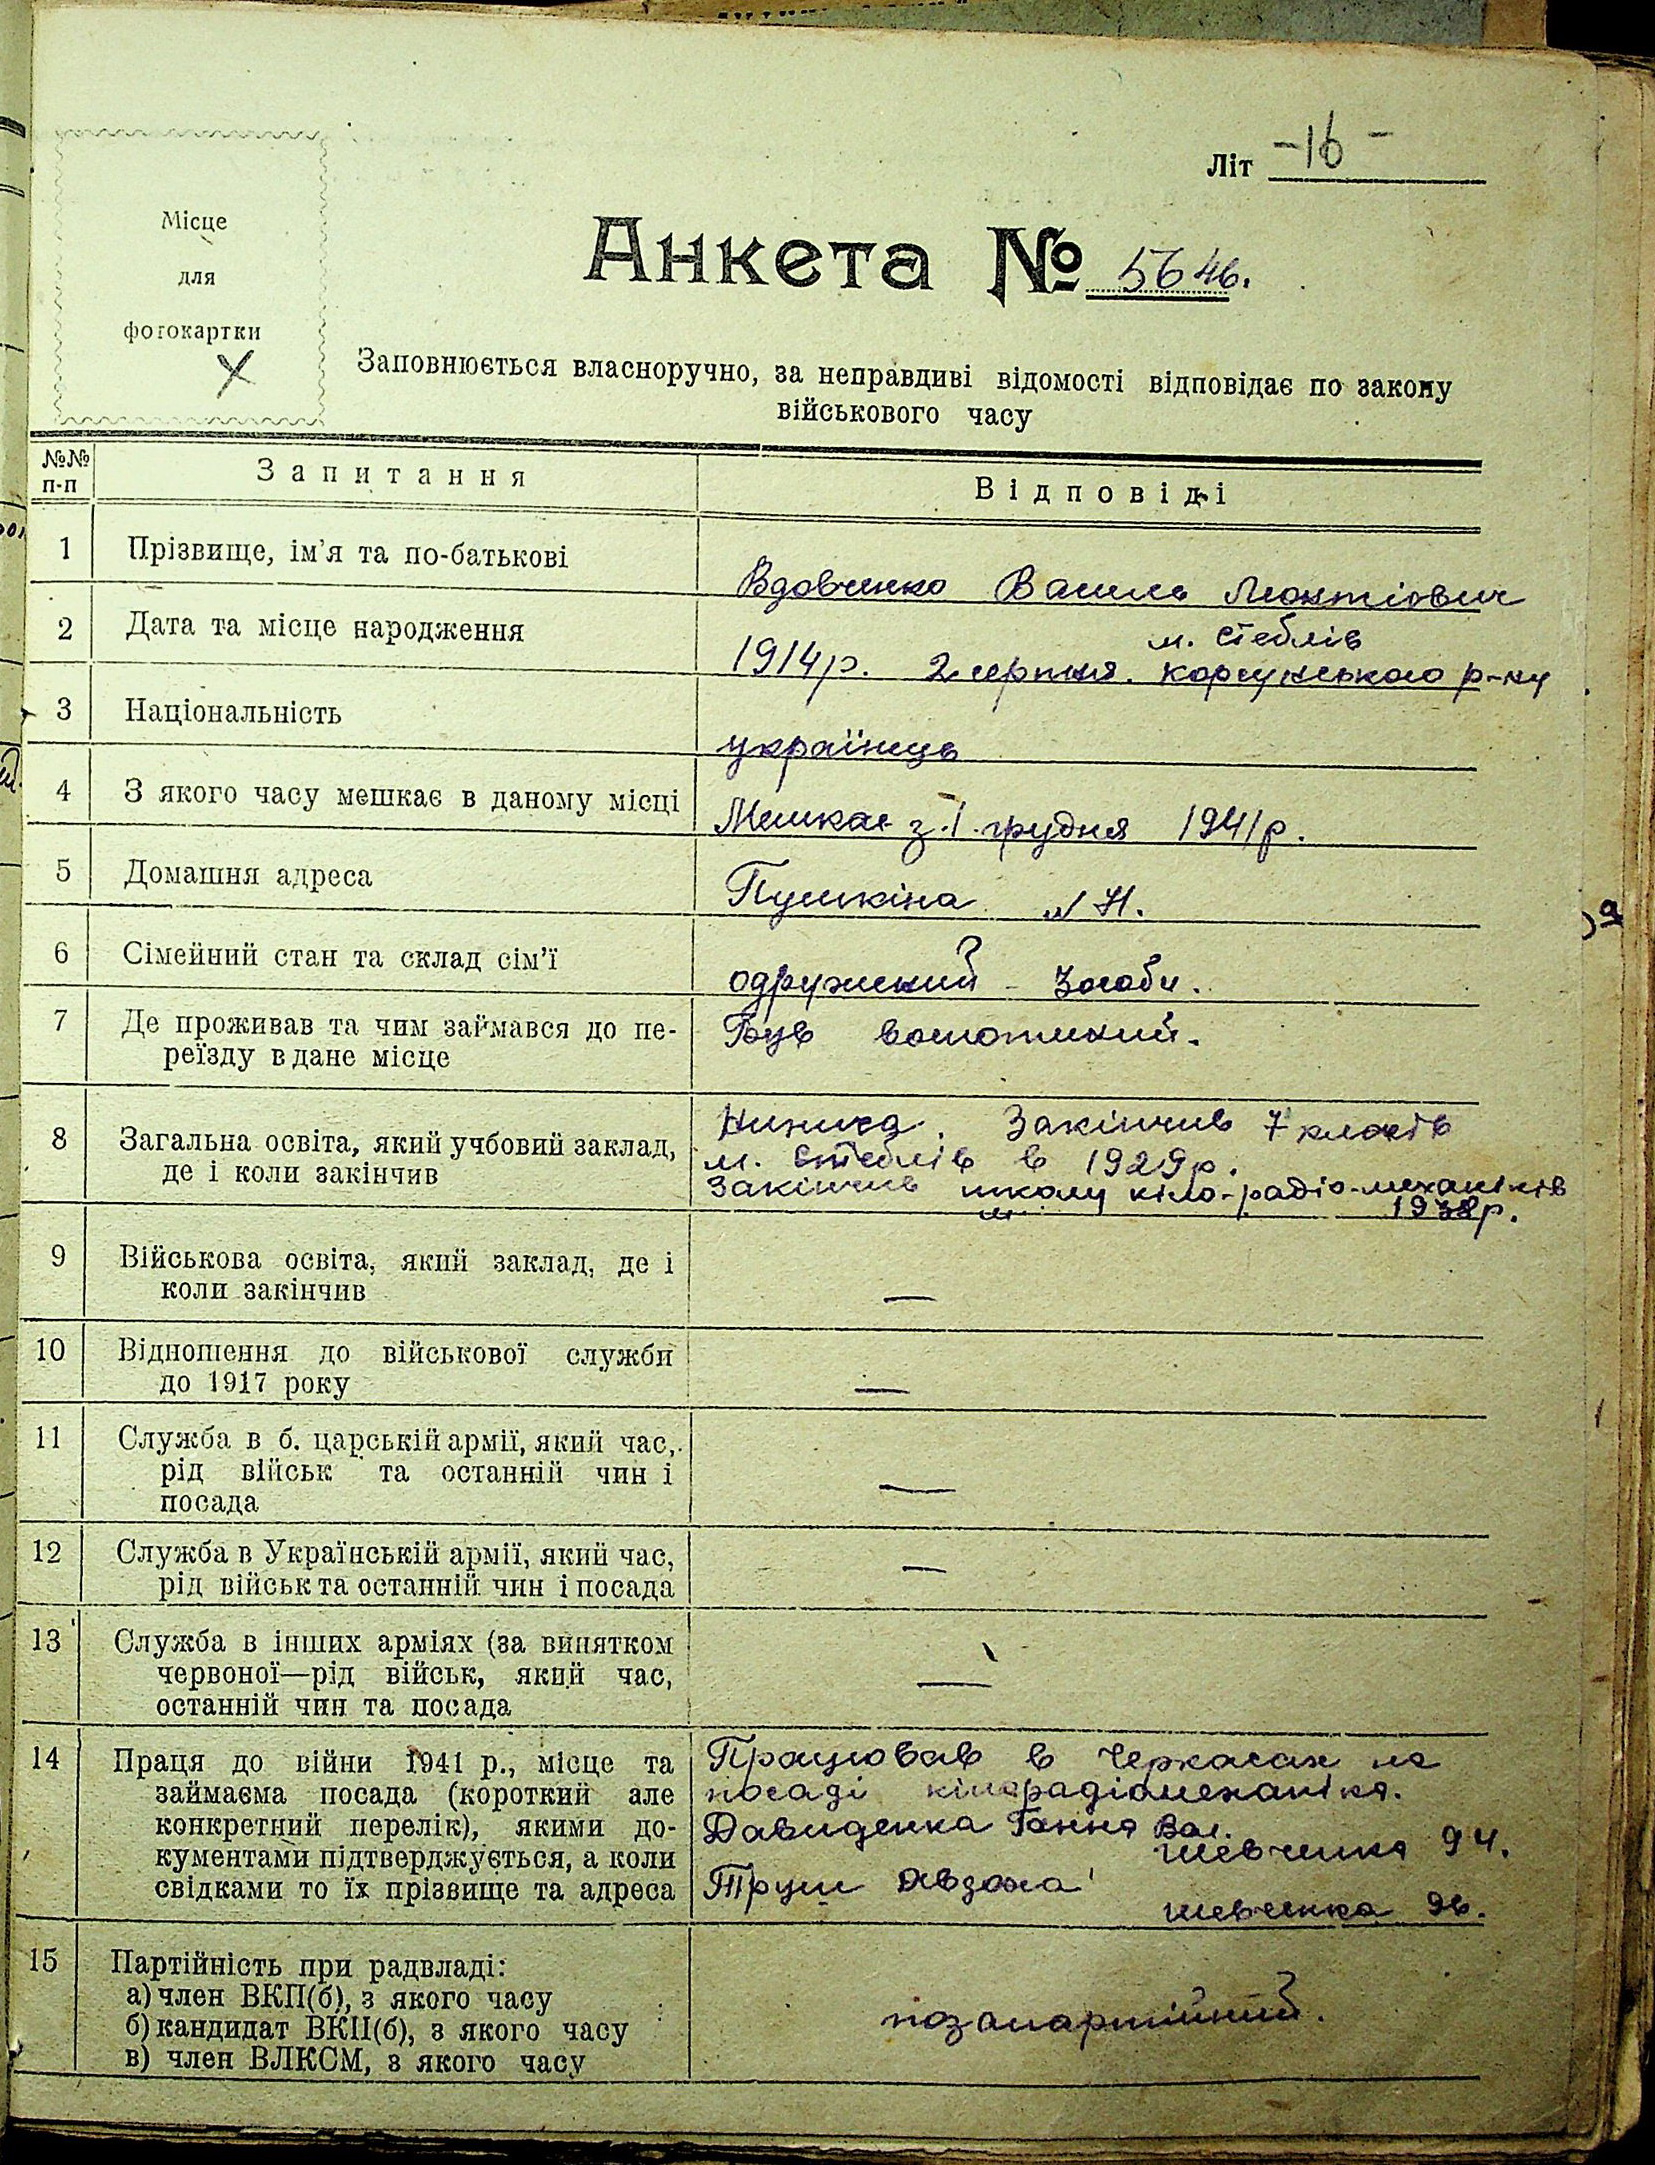 Літ -16-
Місце
для
фотокартки
Анкета № 5646.
Заповнюється власноручно, за неправдиві відомості відповідає по закону
військового часу
№№ п-п
Запитання
Відповіді
1 Прізвище, ім'я та по-батькові
Вдовченко Василь Леонтіович
2 Дата та місце народження
м. Стеблів
1914 р. 2 серпня. Корсунського р-ну
3 Національність
українець
4 З якого часу мешкає в даному місці
Мешкає з 1 грудня 1941 р.
5 Домашня адреса
Пушкіна
6 Сімейний стан та склад сім'ї
одружений
7 Де проживав та чим займався до пе-
реїзду в дане місце
Був
8 Загальна освіта, який учбовий заклад,
де і коли закінчив
Нижча. Закінчив 7 класів
м. Стеблів в 1929 р.
Закінчив школу кіно-радіо-механіків
1938 р.
9 Військова освіта, який заклад, де і
коли закінчив
—
10 Відношення до військової служби
до 1917 року
—
11 Служба в б. царській армії, який час,
рід військ та останній чин і
посада
—
12 Служба в Українській армії, який час,
рід військ та останній чин і посада
—
13 Служба в інших арміях (за винятком
червоної—рід військ, який час,
останній чин та посада
—
14 Праця до війни 1941 р., місце та
займаєма посада (короткий але
конкретний перелік), якими до-
кументами підтверджується, а коли
свідками то їх прізвище та адреса
Працював в Черкасах на
посаді кінорадіомеханіка.
Давиденка Ганна Вас.
Шевченка 94.
Труш
Шевченка 96.
15 Партійність при радвладі:
а) член ВКП(б), з якого часу
б) кандидат ВКП(б), з якого часу
в) член ВЛКСМ, з якого часу
позапартійний.